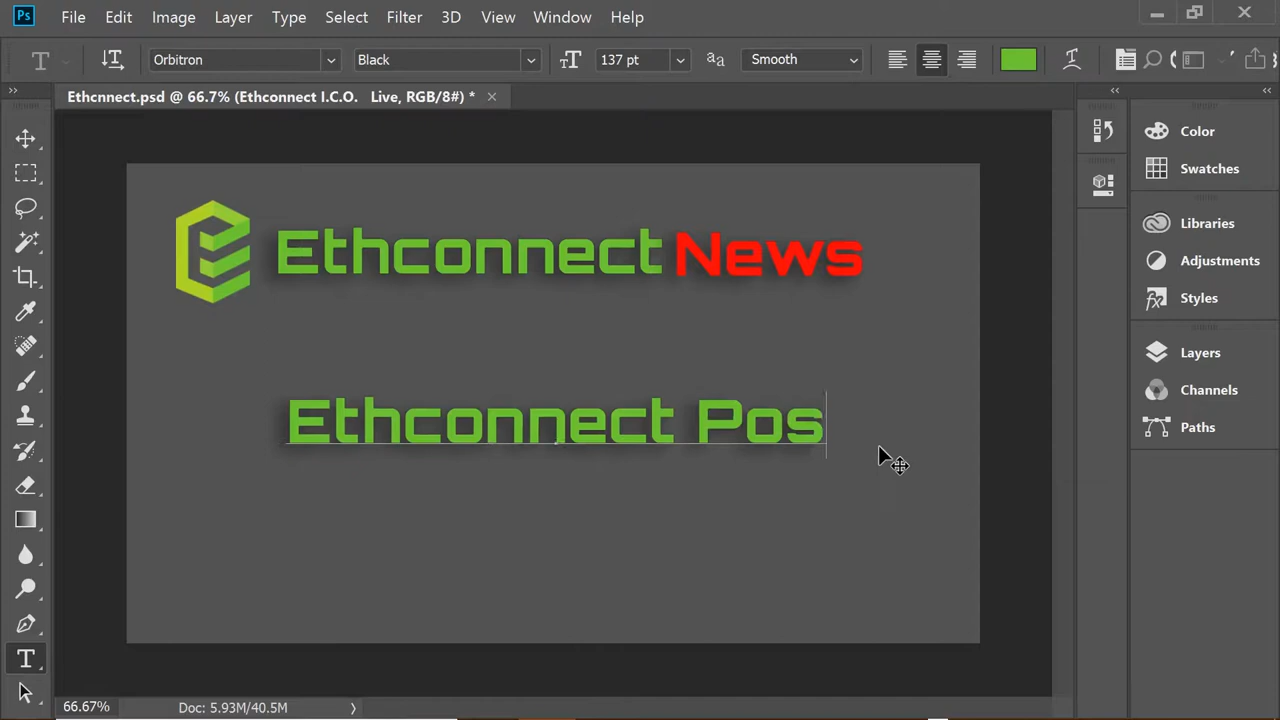 Ps File Edit Image Layer Type Select Filter 3D View Window Help
T Orbitron Black 137 pt Smooth
Ethcnnect.psd @ 66.7% (Ethconnect I.C.O. Live, RGB/8#) *
Color
Swatches
Libraries
Adjustments
Styles
Layers
Channels
Paths
Ethconnect News
Ethconnect Pos
66.67% Doc: 5.93M/40.5M